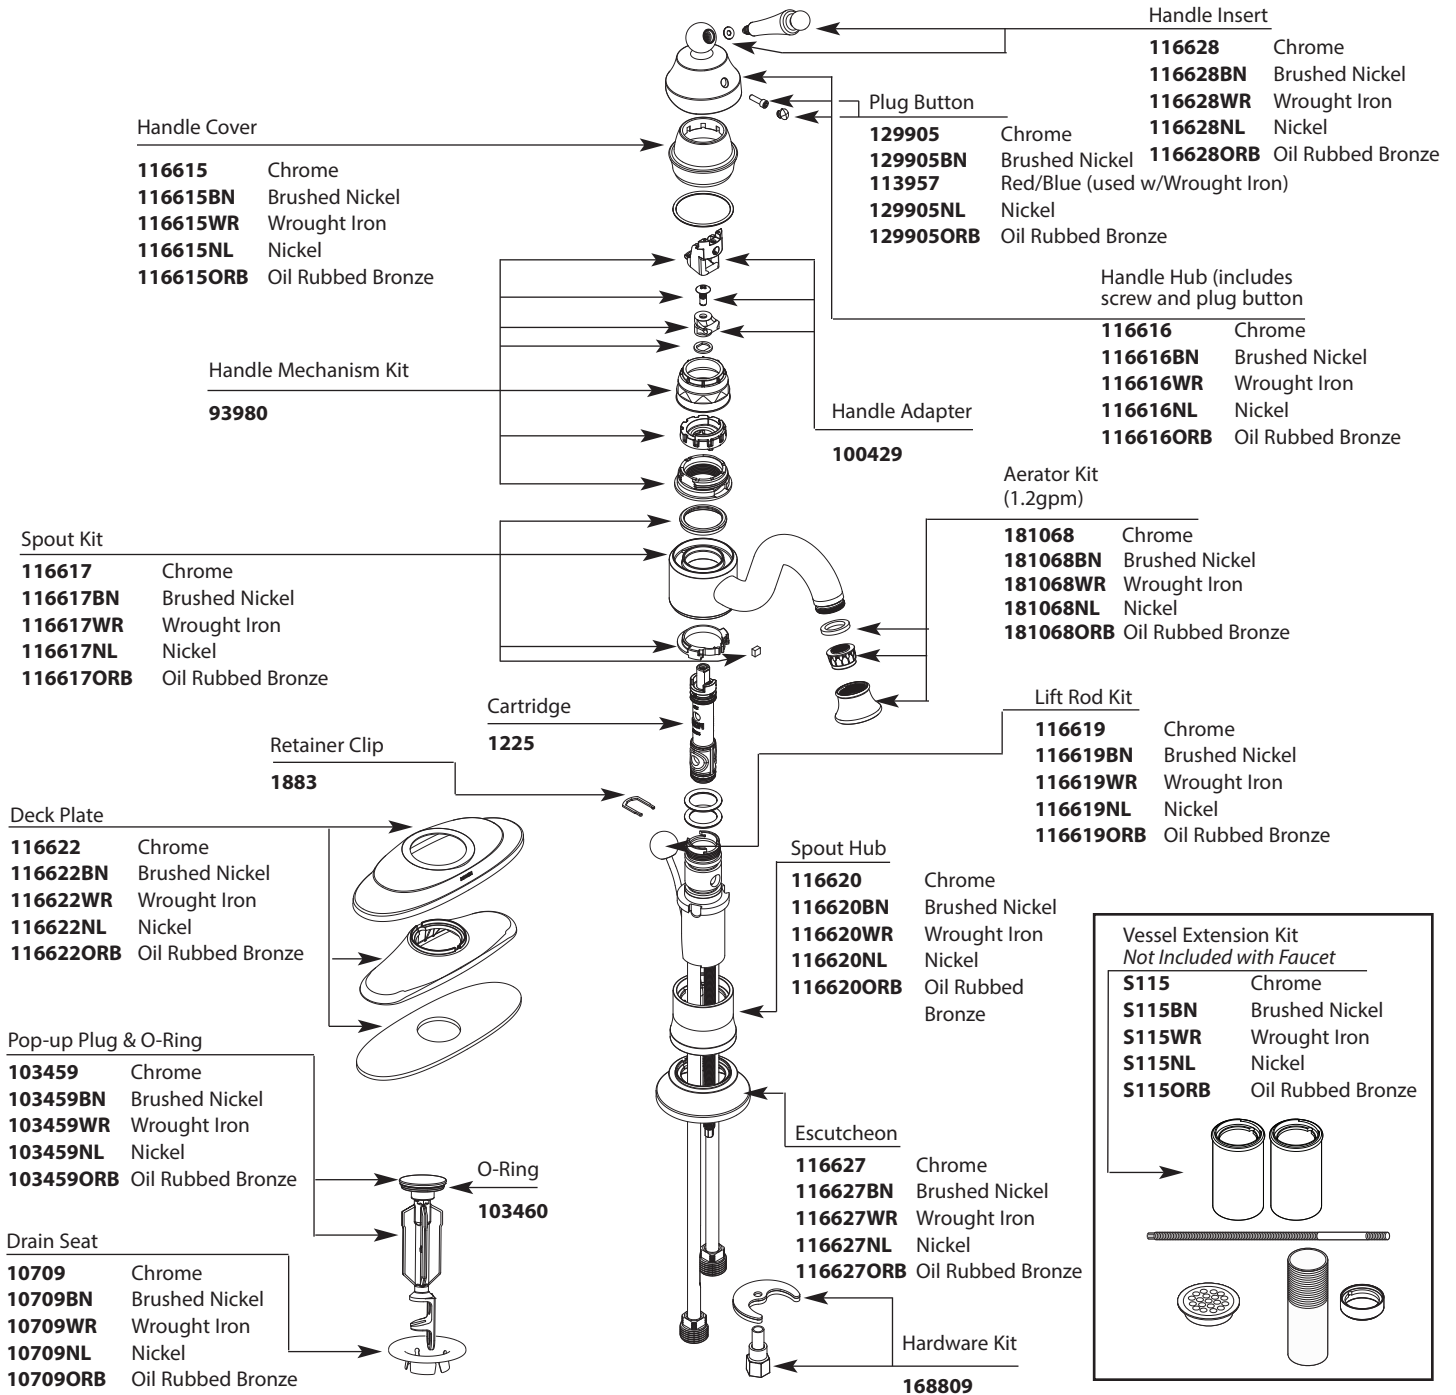 Handle Insert
116628 Chrome
116628BN Brushed Nickel
116628WR Wrought Iron
116628NL Nickel
116628ORB Oil Rubbed Bronze
Plug Button
129905 Chrome
129905BN Brushed Nickel
113957 Red/Blue (used w/Wrought Iron)
129905NL Nickel
129905ORB Oil Rubbed Bronze
Handle Cover
116615 Chrome
116615BN Brushed Nickel
116615WR Wrought Iron
116615NL Nickel
116615ORB Oil Rubbed Bronze
Handle Hub (includes
screw and plug button
116616 Chrome
116616BN Brushed Nickel
116616WR Wrought Iron
116616NL Nickel
116616ORB Oil Rubbed Bronze
Handle Mechanism Kit
93980
Handle Adapter
100429
Aerator Kit
(1.2gpm)
181068 Chrome
181068BN Brushed Nickel
181068WR Wrought Iron
181068NL Nickel
181068ORB Oil Rubbed Bronze
Spout Kit
116617 Chrome
116617BN Brushed Nickel
116617WR Wrought Iron
116617NL Nickel
116617ORB Oil Rubbed Bronze
Cartridge
1225
Lift Rod Kit
116619 Chrome
116619BN Brushed Nickel
116619WR Wrought Iron
116619NL Nickel
116619ORB Oil Rubbed Bronze
Retainer Clip
1883
Deck Plate
116622 Chrome
116622BN Brushed Nickel
116622WR Wrought Iron
116622NL Nickel
116622ORB Oil Rubbed Bronze
Spout Hub
116620 Chrome
116620BN Brushed Nickel
116620WR Wrought Iron
116620NL Nickel
116620ORB Oil Rubbed
Bronze
Vessel Extension Kit
Not Included with Faucet
S115 Chrome
S115BN Brushed Nickel
S115WR Wrought Iron
S115NL Nickel
S115ORB Oil Rubbed Bronze
Pop-up Plug & O-Ring
103459 Chrome
103459BN Brushed Nickel
103459WR Wrought Iron
103459NL Nickel
103459ORB Oil Rubbed Bronze
O-Ring
103460
Escutcheon
116627 Chrome
116627BN Brushed Nickel
116627WR Wrought Iron
116627NL Nickel
116627ORB Oil Rubbed Bronze
Drain Seat
10709 Chrome
10709BN Brushed Nickel
10709WR Wrought Iron
10709NL Nickel
10709ORB Oil Rubbed Bronze
Hardware Kit
168809